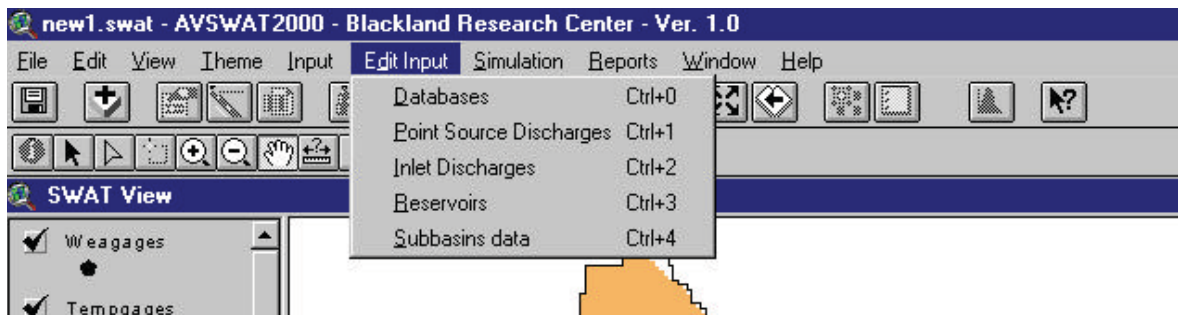 new1.swat - AVSWAT2000 - Blackland Research Center - Ver. 1.0
File Edit View Theme Input Edit Input Simulation Reports Window Help
Databases Ctrl+0
Point Source Discharges Ctrl+1
Inlet Discharges Ctrl+2
Reservoirs Ctrl+3
Subbasins data Ctrl+4
SWAT View
Weagages
Tempgages